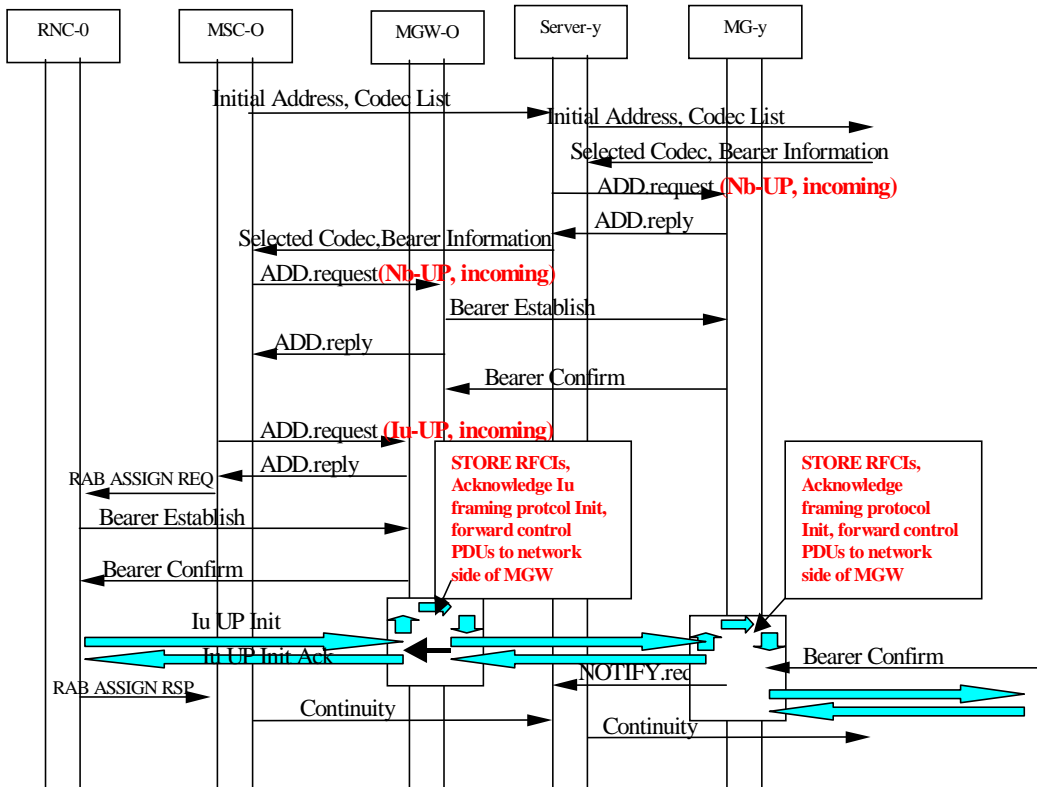 RNC-0
MSC-O
MGW-O
Server-y
MG-y
Initial Address, Codec List
Initial Address, Codec List
Selected Codec, Bearer Information
ADD.request (Nb-UP, incoming)
ADD.reply
Selected Codec,Bearer Information
ADD.request(Nb-UP, incoming)
Bearer Establish
ADD.reply
Bearer Confirm
ADD.request (Iu-UP, incoming)
ADD.reply
RAB ASSIGN REQ
Bearer Establish
Bearer Confirm
STORE RFCIs,
Acknowledge Iu
framing protcol Init,
forward control
PDUs to network
side of MGW
STORE RFCIs,
Acknowledge
framing protocol
Init, forward control
PDUs to network
side of MGW
Iu UP Init
Iu UP Init Ack
Bearer Confirm
NOTIFY.req
RAB ASSIGN RSP
Continuity
Continuity